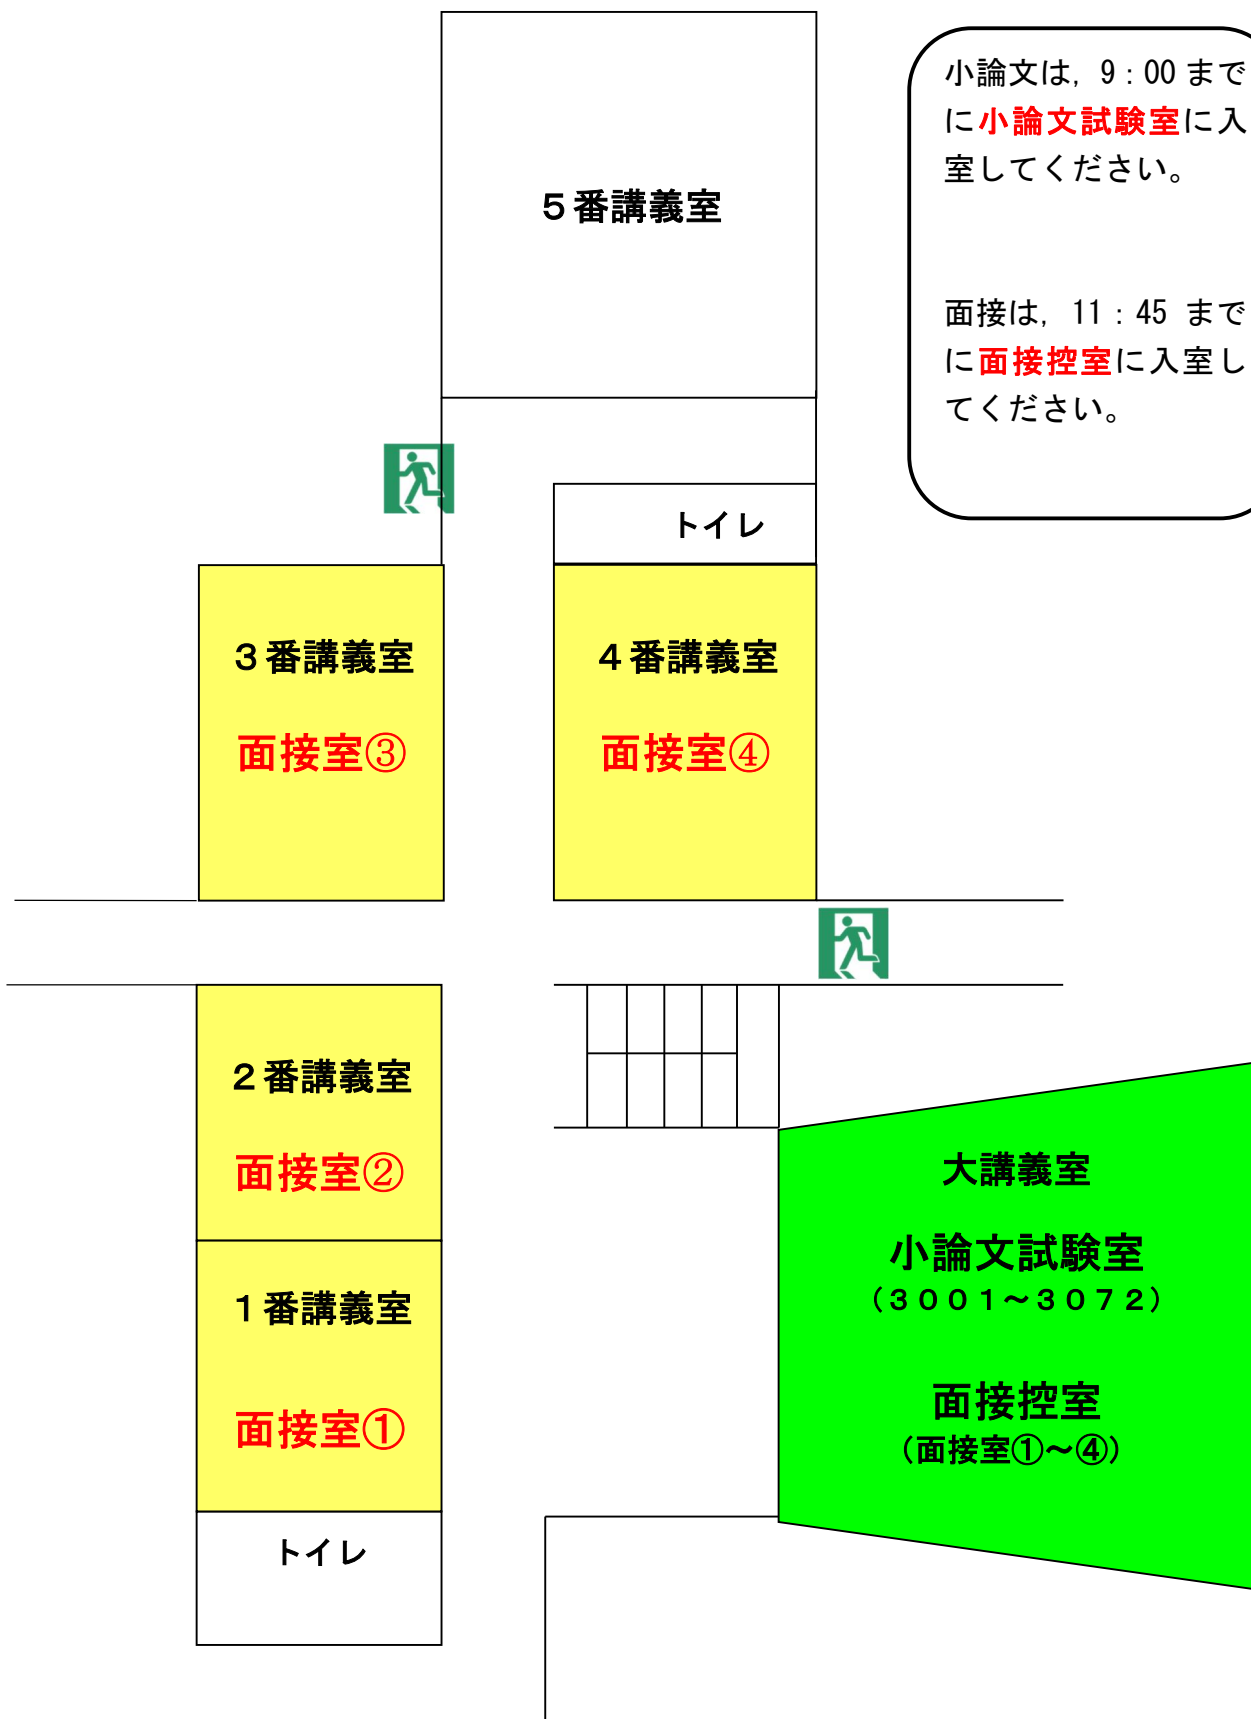 小論文は，9：00 まで
に小論文試験室に入
室してください。
面接は，11：45 まで
に面接控室に入室し
てください。
５番講義室
トイレ
３番講義室
面接室③
４番講義室
面接室④
２番講義室
面接室②
１番講義室
面接室①
トイレ
大講義室
小論文試験室
（３００１～３０７２）
面接控室
（面接室①～④）